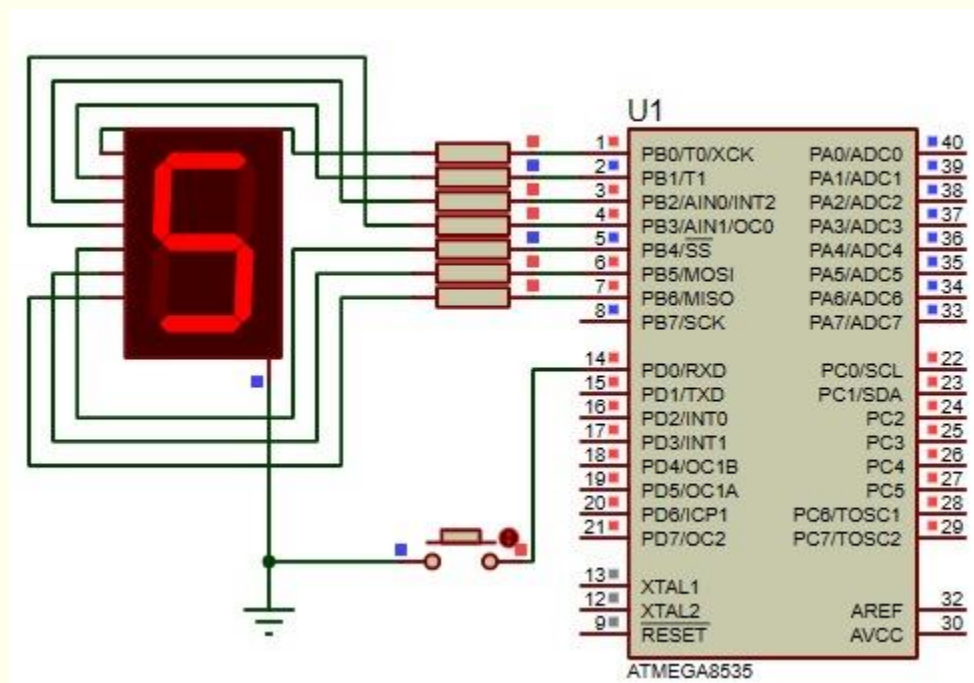 U1
1 PB0/T0/XCK PA0/ADC0 40
2 PB1/T1 PA1/ADC1 39
3 PB2/AIN0/INT2 PA2/ADC2 38
4 PB3/AIN1/OC0 PA3/ADC3 37
5 PB4/SS PA4/ADC4 36
6 PB5/MOSI PA5/ADC5 35
7 PB6/MISO PA6/ADC6 34
8 PB7/SCK PA7/ADC7 33
14 PD0/RXD PC0/SCL 22
15 PD1/TXD PC1/SDA 23
16 PD2/INT0 PC2 24
17 PD3/INT1 PC3 25
18 PD4/OC1B PC4 26
19 PD5/OC1A PC5 27
20 PD6/ICP1 PC6/TOSC1 28
21 PD7/OC2 PC7/TOSC2 29
13 XTAL1
12 XTAL2 AREF 32
9 RESET AVCC 30
ATMEGA8535
5